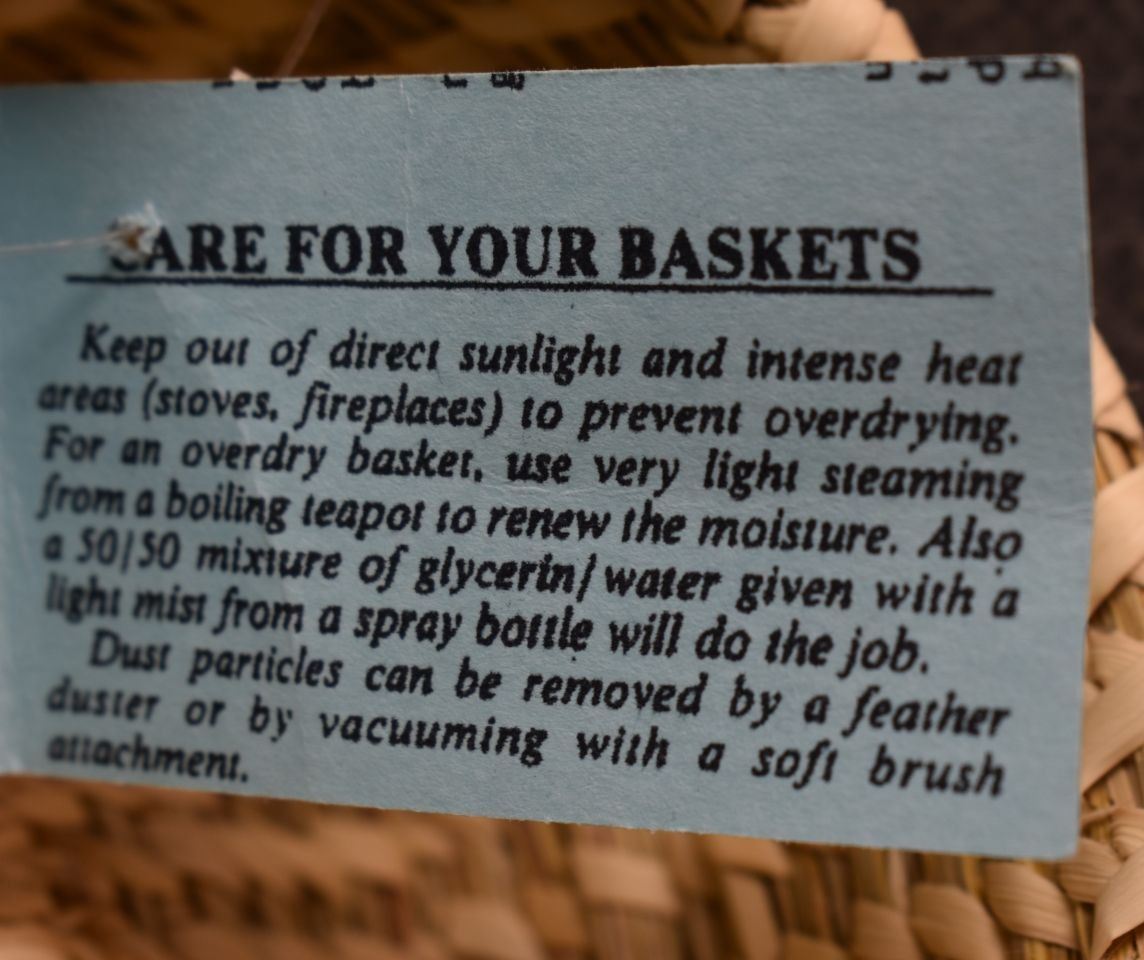 CARE FOR YOUR BASKETS
Keep out of direct sunlight and intense heat
areas (stoves, fireplaces) to prevent overdrying.
For an overdry basket, use very light steaming
from a boiling teapot to renew the moisture. Also
a 50/50 mixture of glycerin/water given with a
light mist from a spray bottle will do the job.
Dust particles can be removed by a feather
duster or by vacuuming with a soft brush
attachment.